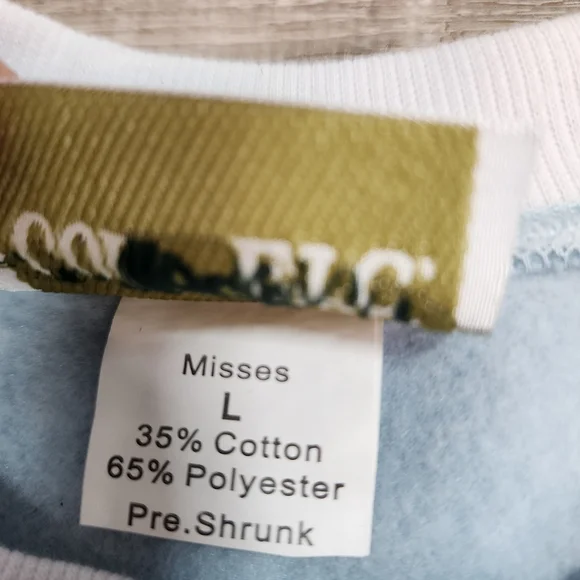 Misses
L
35% Cotton
65% Polyester
Pre.Shrunk